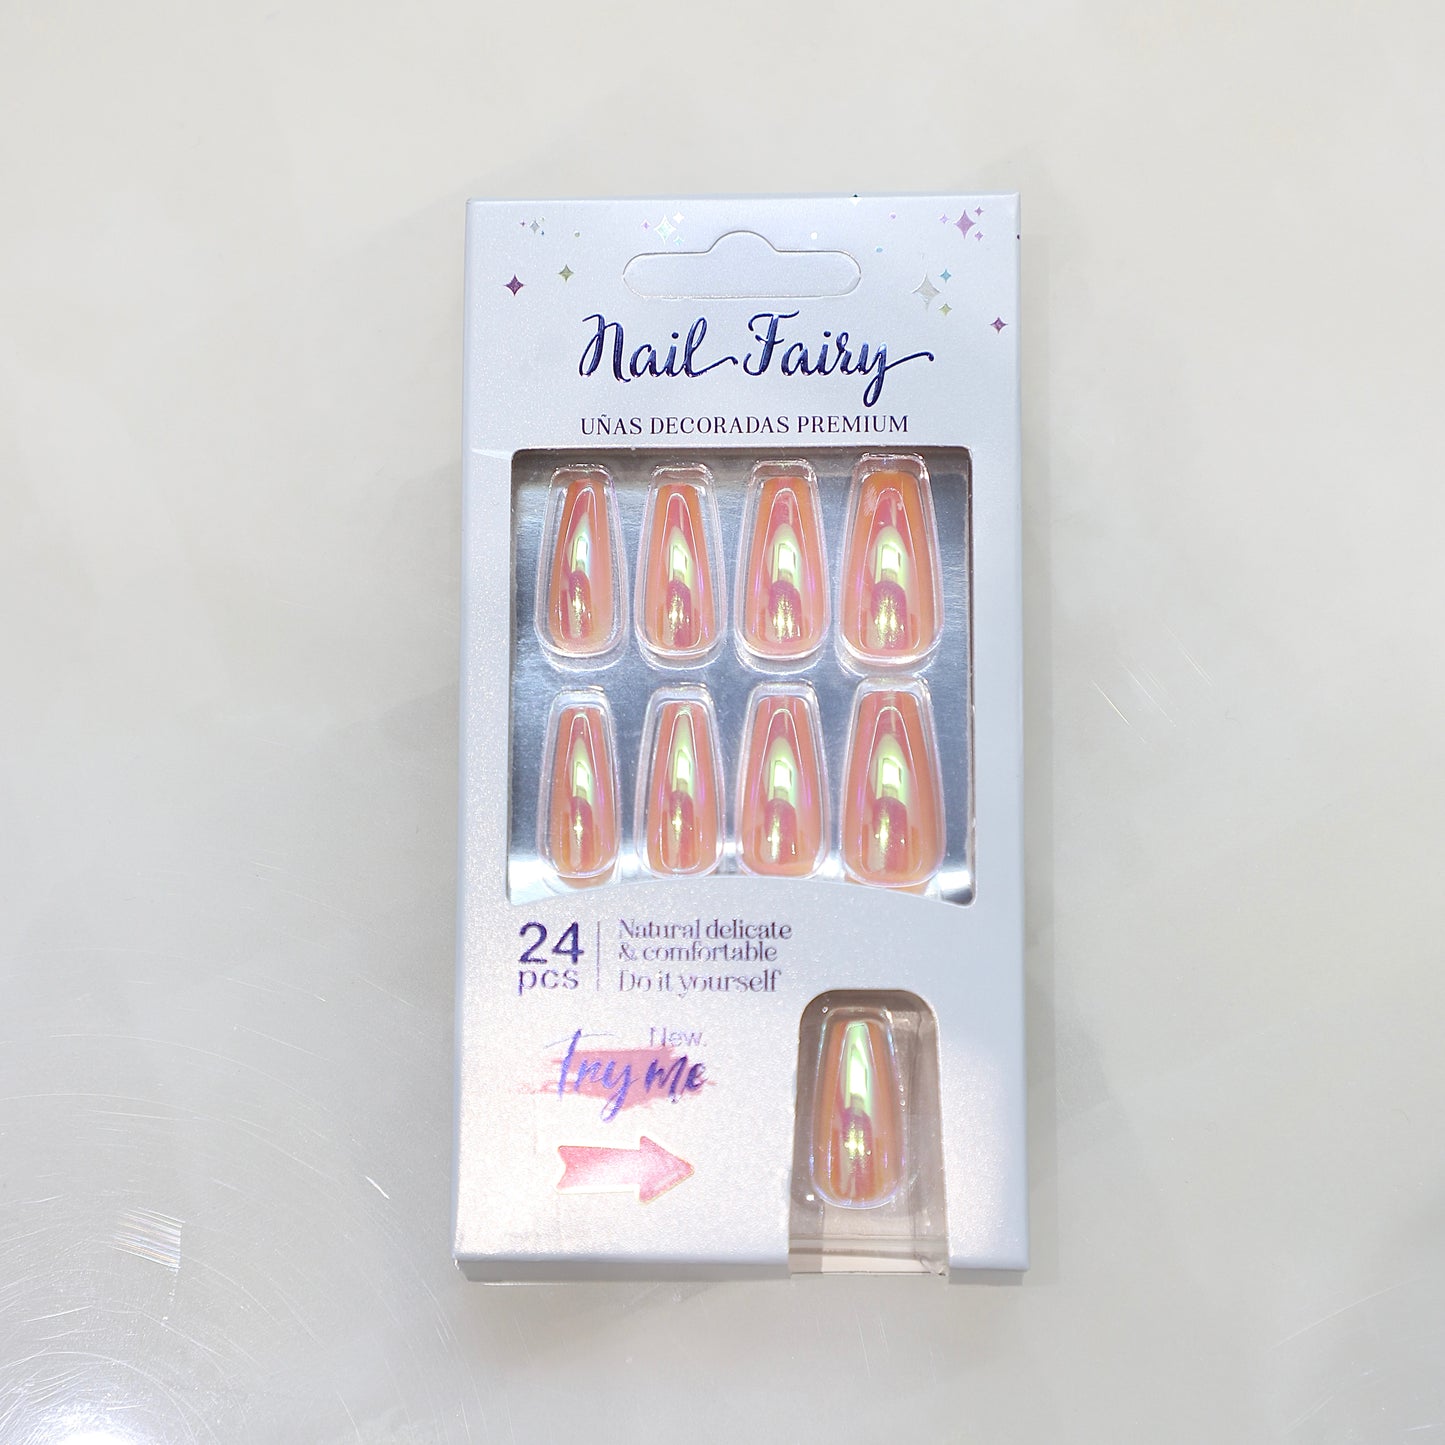 Nail Fairy
UÑAS DECORADAS PREMIUM
24
pcs
Natural delicate
& comfortable
Do it yourself
New.
Try me